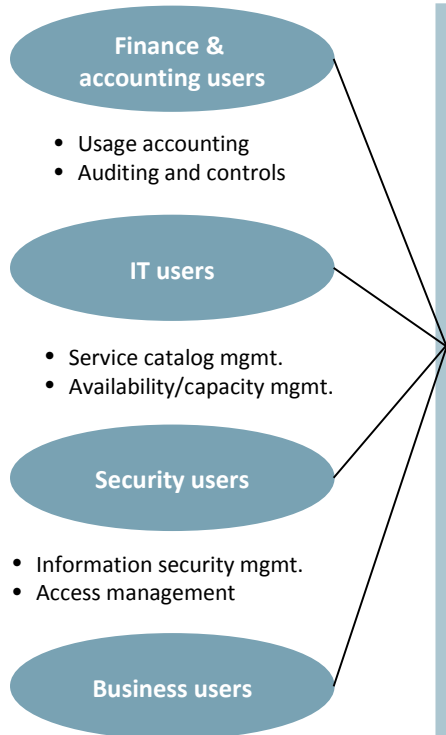 Finance &
accounting users
• Usage accounting
• Auditing and controls
IT users
• Service catalog mgmt.
• Availability/capacity mgmt.
Security users
• Information security mgmt.
• Access management
Business users